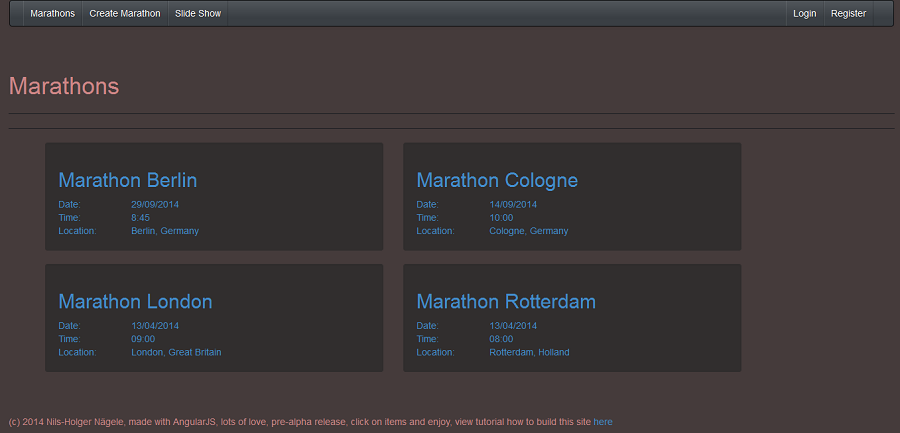 Marathons Create Marathon Slide Show Login Register
Marathons
Marathon Berlin
Date: 29/09/2014
Time: 8:45
Location: Berlin, Germany
Marathon Cologne
Date: 14/09/2014
Time: 10:00
Location: Cologne, Germany
Marathon London
Date: 13/04/2014
Time: 09:00
Location: London, Great Britain
Marathon Rotterdam
Date: 13/04/2014
Time: 08:00
Location: Rotterdam, Holland
(c) 2014 Nils-Holger Nägele, made with AngularJS, lots of love, pre-alpha release, click on items and enjoy, view tutorial how to build this site here